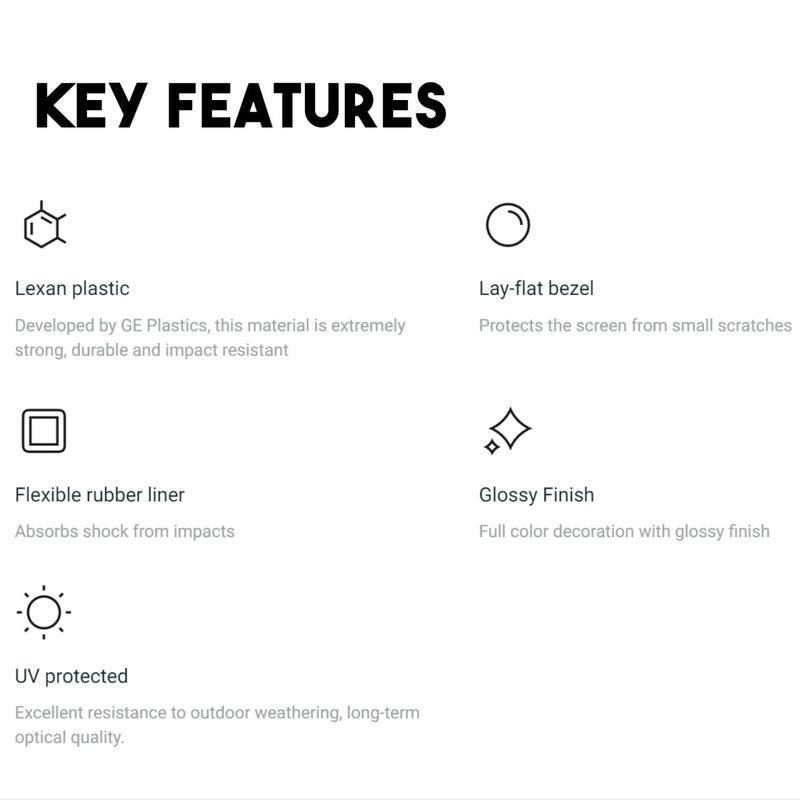 KEY FEATURES
Lexan plastic
Developed by GE Plastics, this material is extremely
strong, durable and impact resistant
Lay-flat bezel
Protects the screen from small scratches
Flexible rubber liner
Absorbs shock from impacts
Glossy Finish
Full color decoration with glossy finish
UV protected
Excellent resistance to outdoor weathering, long-term
optical quality.